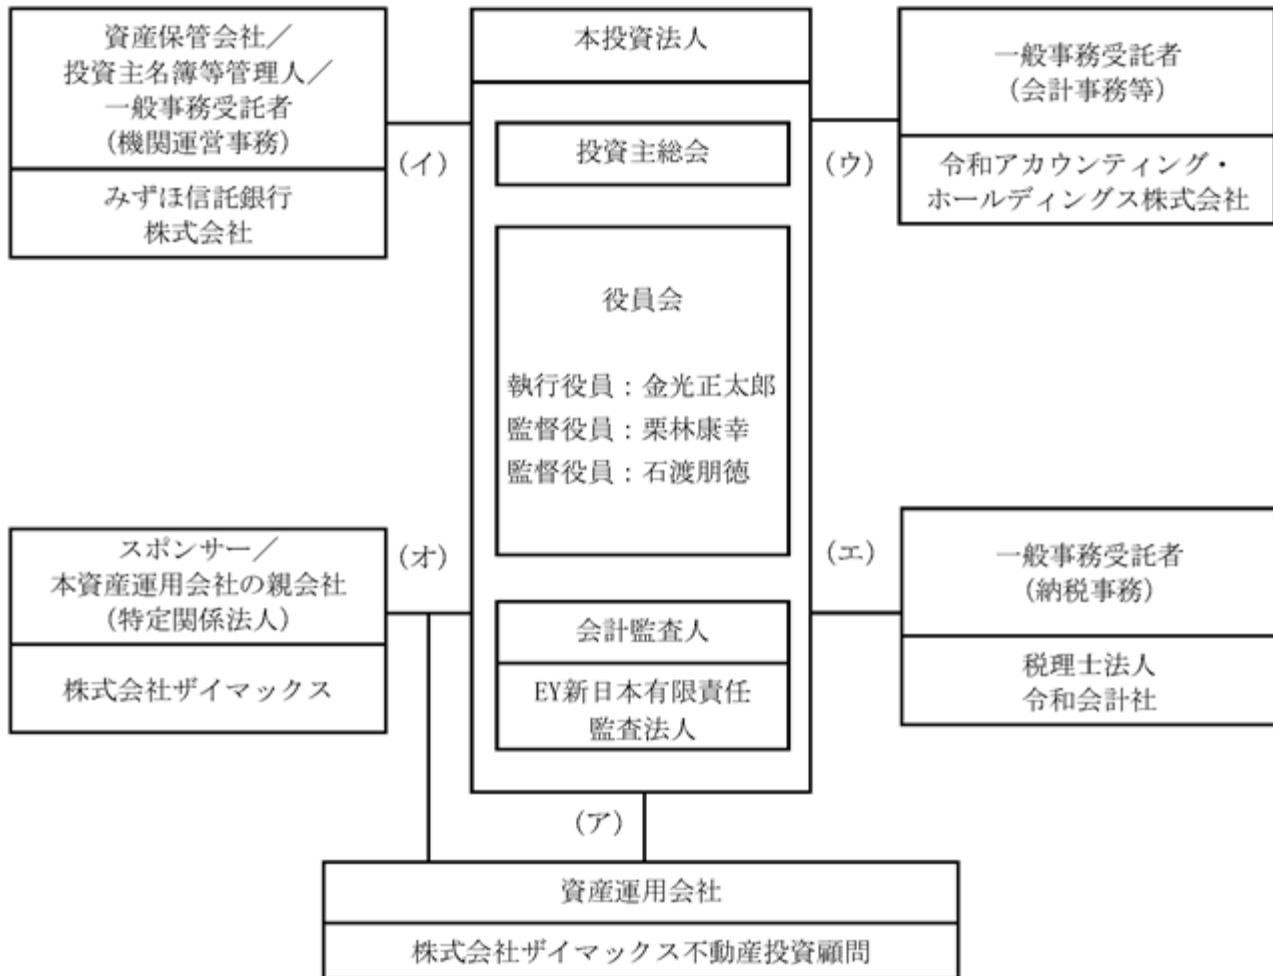 資産保管会社／
投資主名簿等管理人／
一般事務受託者
（機関運営事務）
みずほ信託銀行
株式会社
（イ）
本投資法人
投資主総会
役員会
執行役員：金光正太郎
監督役員：栗林康幸
監督役員：石渡朋徳
会計監査人
EY新日本有限責任
監査法人
（ウ）
一般事務受託者
（会計事務等）
令和アカウンティング・
ホールディングス株式会社
スポンサー／
本資産運用会社の親会社
（特定関係法人）
株式会社ザイマックス
（オ）
（エ）
一般事務受託者
（納税事務）
税理士法人
令和会計社
（ア）
資産運用会社
株式会社ザイマックス不動産投資顧問